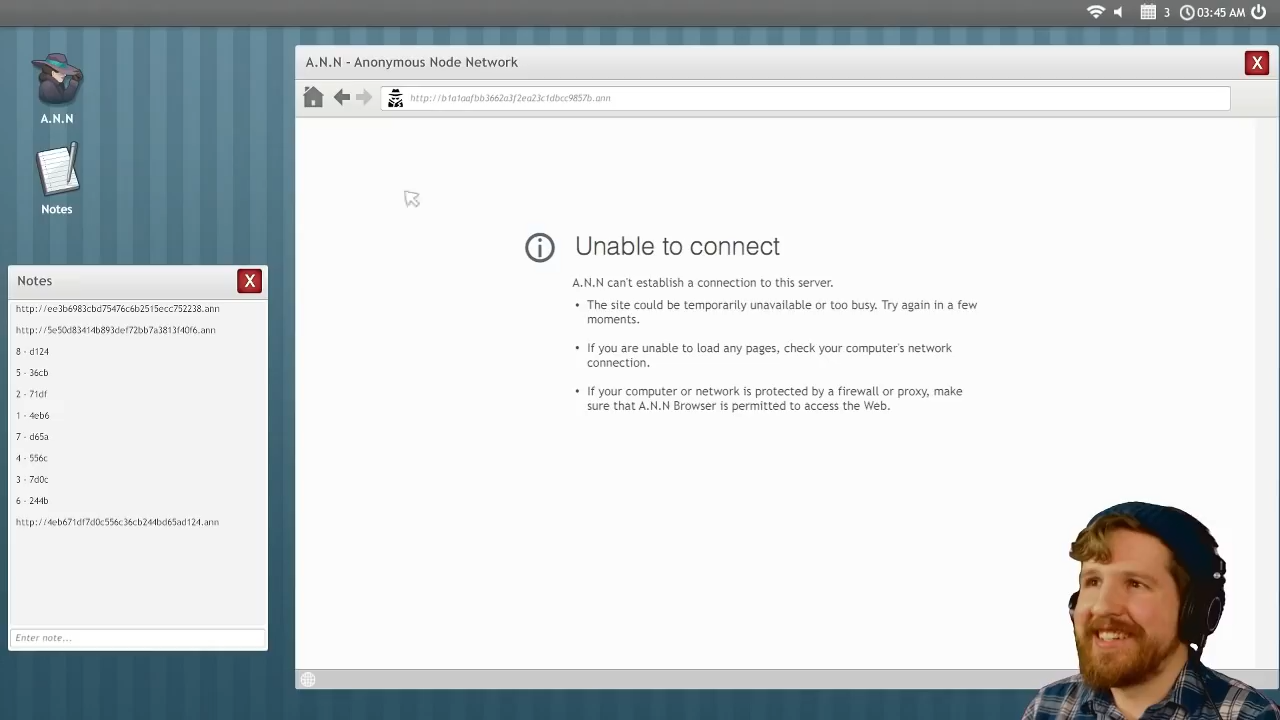 3 03:45 AM
A.N.N
Notes
A.N.N - Anonymous Node Network
X
http://b1a1aafbb3662a3f2ea23c1dbcc9857b.ann
Unable to connect
A.N.N can't establish a connection to this server.
• The site could be temporarily unavailable or too busy. Try again in a few
moments.
• If you are unable to load any pages, check your computer's network
connection.
• If your computer or network is protected by a firewall or proxy, make
sure that A.N.N Browser is permitted to access the Web.
Notes
X
http://ee3b6983cbd75476c6b2515ecc752238.ann
http://5e50d83414b893def72bb7a3813f40f6.ann
8 - d124
5 - 36cb
2 - 71df
1 - 4eb6
7 - d65a
4 - 556c
3 - 7d0c
6 - 244b
http://4eb671df7d0c556c36cb244bd65ad124.ann
Enter note...